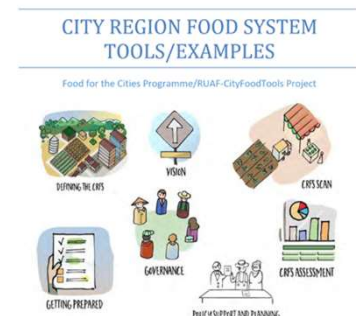 CITY REGION FOOD SYSTEM
TOOLS/EXAMPLES
Food for the Cities Programme/RUAF-CityFoodTools Project
DEFINING THE CRFS
VISION
CRFS SCAN
GOVERNANCE
CRFS ASSESSMENT
GETTING PREPARED
POLICY SUPPORT AND PLANNING